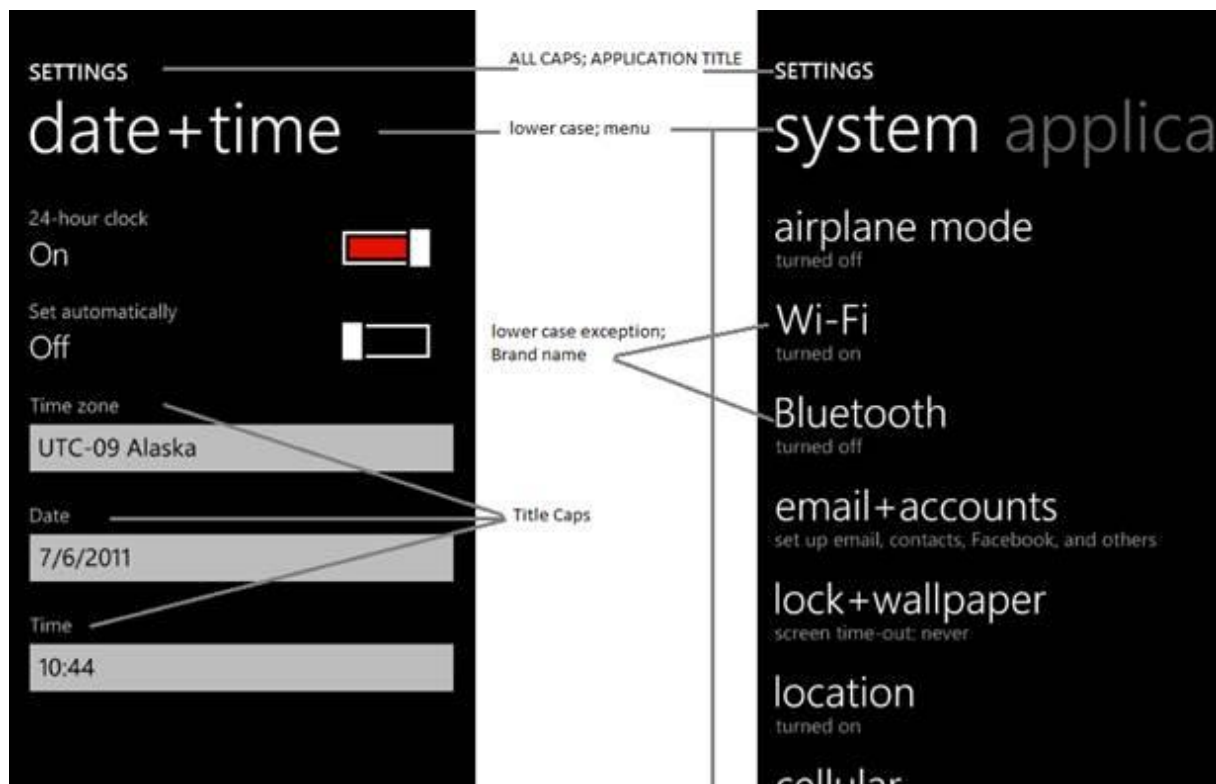 SETTINGS
date+time
24-hour clock
On
Set automatically
Off
Time zone
UTC-09 Alaska
Date
7/6/2011
Time
10:44
ALL CAPS; APPLICATION TITLE
lower case; menu
lower case exception;
Brand name
Title Caps
SETTINGS
system applica
airplane mode
turned off
Wi-Fi
turned on
Bluetooth
turned off
email+accounts
set up email, contacts, Facebook, and others
lock+wallpaper
screen time-out: never
location
turned on
cellular